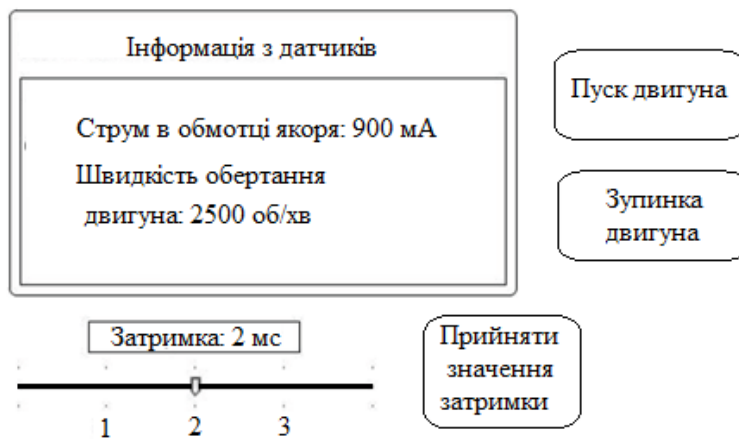 Інформація з датчиків
Струм в обмотці якоря: 900 мА
Швидкість обертання
двигуна: 2500 об/хв
Пуск двигуна
Зупинка
двигуна
Затримка: 2 мс
1 2 3
Прийняти
значення
затримки